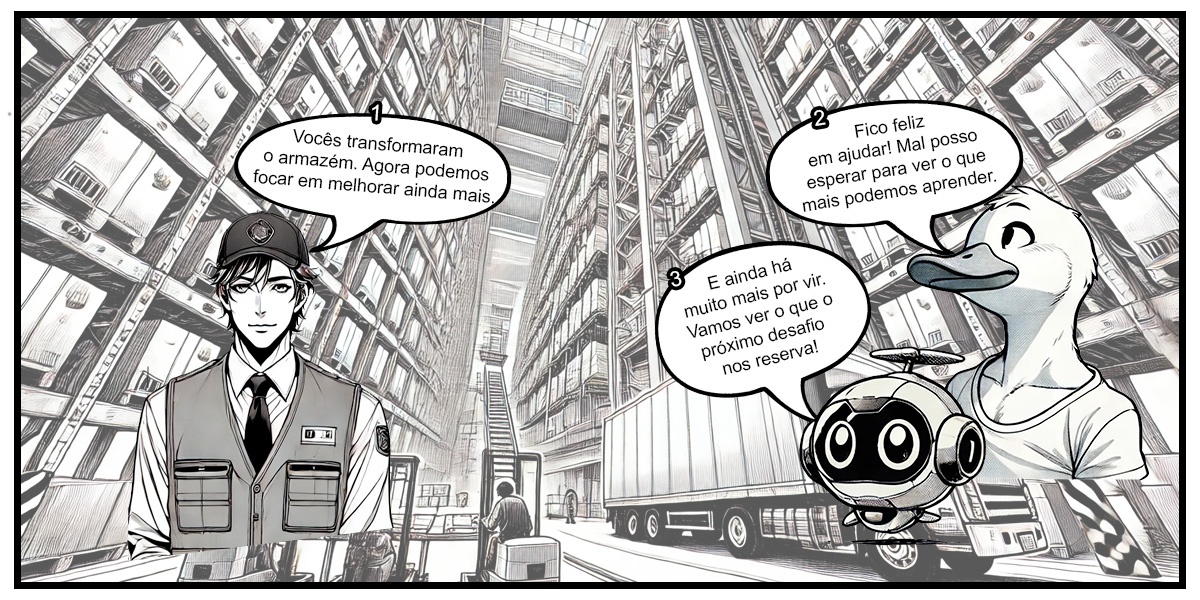 1
Vocês transformaram
o armazém. Agora podemos
focar em melhorar ainda mais.
2
Fico feliz
em ajudar! Mal posso
esperar para ver o que
mais podemos aprender.
3
E ainda há
muito mais por vir.
Vamos ver o que o
próximo desafio
nos reserva!